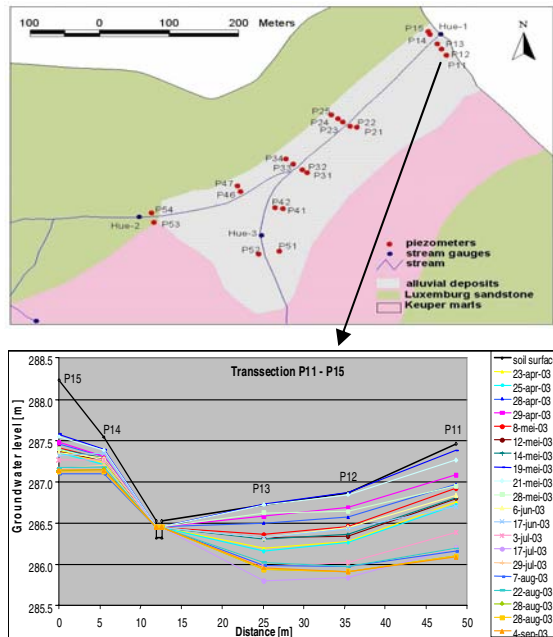 100 0 100 200 Meters
Hue-1
N
P15
P14
P13
P12
P11
P25
P24
P23
P22
P21
P34
P33
P32
P31
P47
P46
P42
P41
P54
P53
Hue-2
Hue-3
P52
P51
piezometers
stream gauges
stream
alluvial deposits
Luxemburg sandstone
Keuper marls
Transsection P11 - P15
Groundwater level [m]
288.5
288.0
287.5
287.0
286.5
286.0
285.5
P15
P14
P13
P12
P11
0 10 20 30 40 50
Distance [m]
soil surfac
23-apr-03
25-apr-03
28-apr-03
29-apr-03
8-mei-03
12-mei-03
14-mei-03
19-mei-03
21-mei-03
28-mei-03
6-jun-03
17-jun-03
3-jul-03
17-jul-03
29-jul-03
7-aug-03
22-aug-03
28-aug-03
28-aug-03
4-sep-03